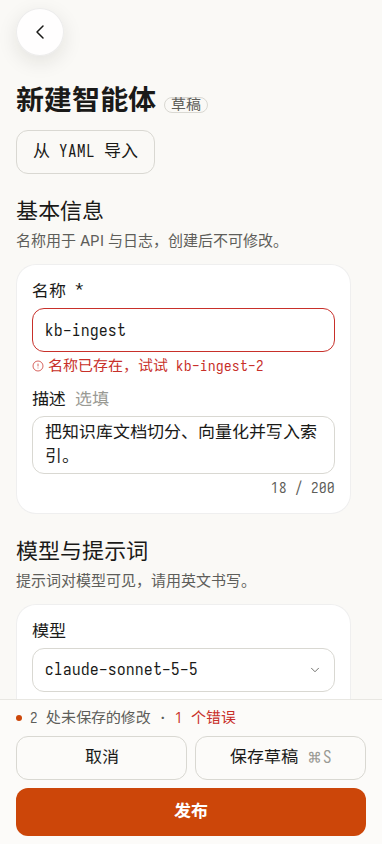 新建智能体 草稿
从 YAML 导入
基本信息
名称用于 API 与日志，创建后不可修改。
名称 *
kb-ingest
名称已存在，试试 kb-ingest-2
描述 选填
把知识库文档切分、向量化并写入索
引。
18 / 200
模型与提示词
提示词对模型可见，请用英文书写。
模型
claude-sonnet-5-5
2 处未保存的修改 · 1 个错误
取消
保存草稿 ⌘S
发布